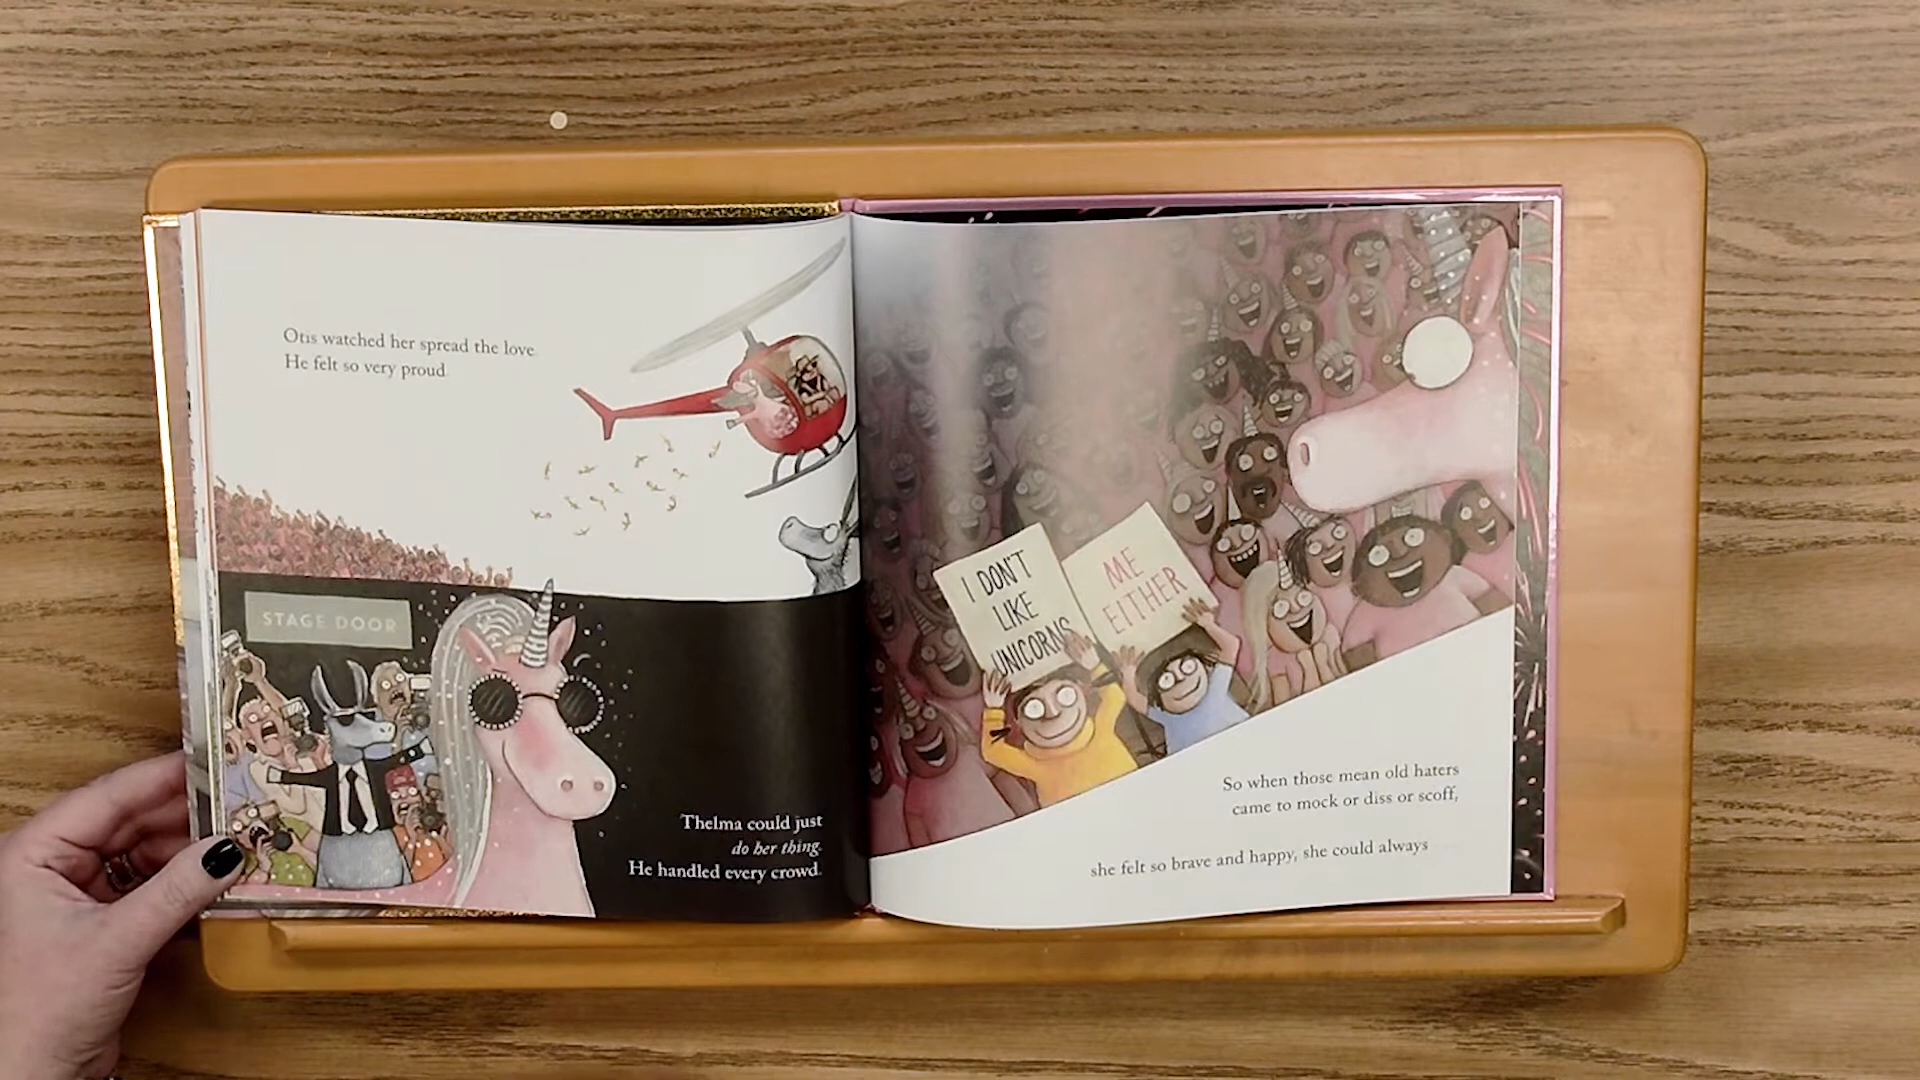 Otis watched her spread the love.
He felt so very proud.
STAGE DOOR
Thelma could just
do her thing.
He handled every crowd.
I DON'T
LIKE
UNICORNS
ME
EITHER
So when those mean old haters
came to mock or diss or scoff,
she felt so brave and happy, she could always